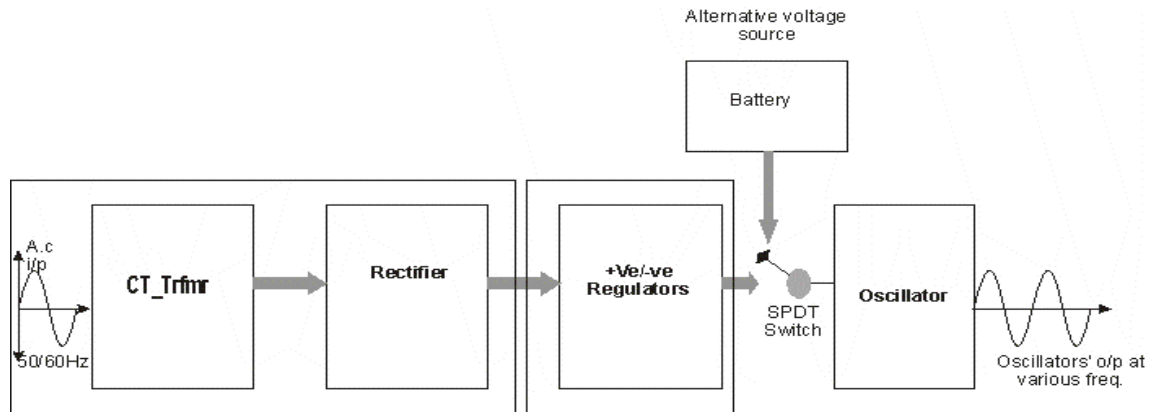 Alternative voltage
source
Battery
A.c
i/p
CT_Trfmr
Rectifier
+Ve/-ve
Regulators
Oscillator
SPDT
Switch
50/60Hz
Oscillators' o/p at
various freq.